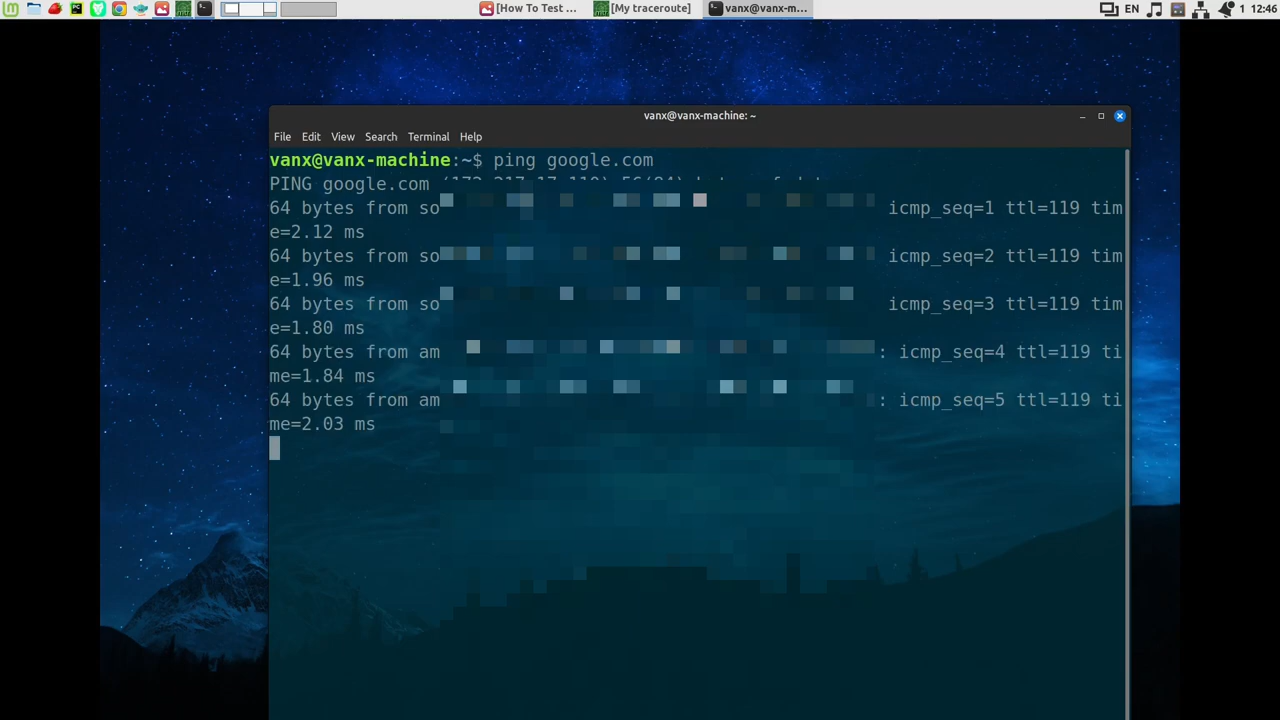 [How To Test ...
[My traceroute]
vanx@vanx-m...
EN
1
12:46
vanx@vanx-machine: ~
File Edit View Search Terminal Help
vanx@vanx-machine:~$ ping google.com
PING google.com
64 bytes from so icmp_seq=1 ttl=119 tim
e=2.12 ms
64 bytes from so icmp_seq=2 ttl=119 tim
e=1.96 ms
64 bytes from so icmp_seq=3 ttl=119 tim
e=1.80 ms
64 bytes from am : icmp_seq=4 ttl=119 ti
me=1.84 ms
64 bytes from am : icmp_seq=5 ttl=119 ti
me=2.03 ms